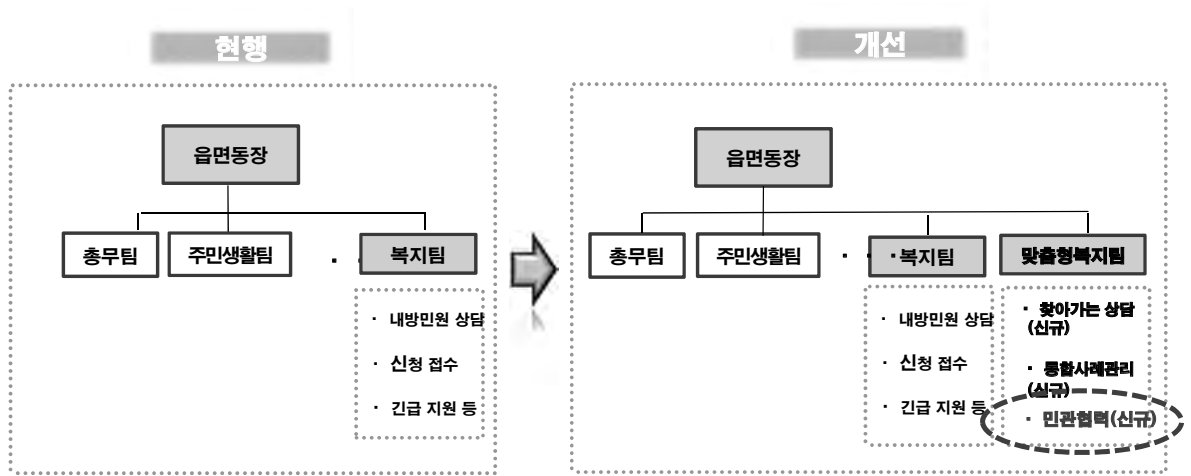 현행
읍면동장
총무팀
주민생활팀
· ·
복지팀
· 내방민원 상담
· 신청 접수
· 긴급 지원 등
개선
읍면동장
총무팀
주민생활팀
· · ·
복지팀
맞춤형복지팀
· 내방민원 상담
· 신청 접수
· 긴급 지원 등
· 찾아가는 상담
(신규)
· 통합사례관리
(신규)
· 민관협력(신규)